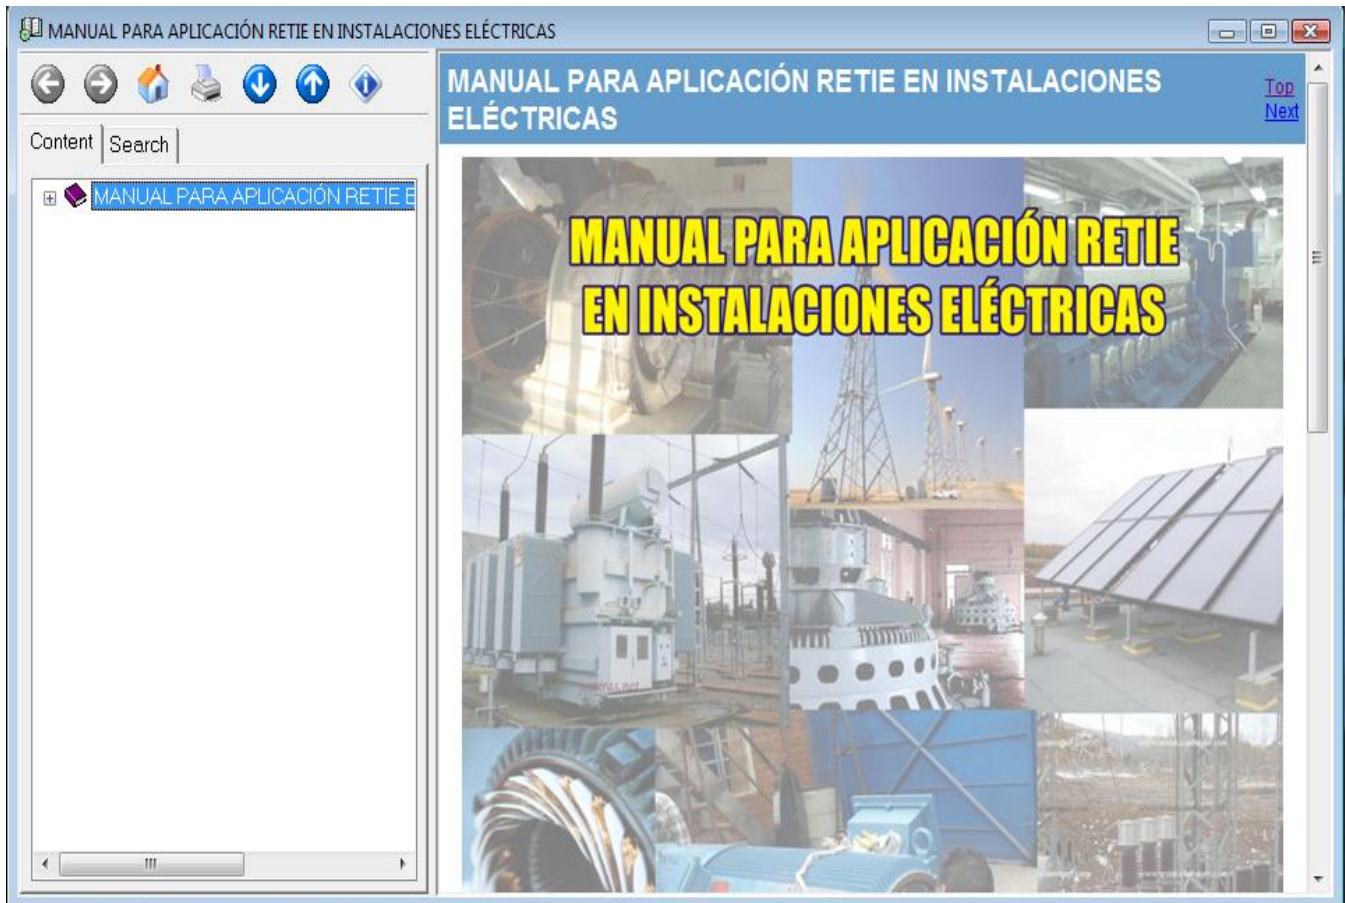 MANUAL PARA APLICACIÓN RETIE EN INSTALACIONES ELÉCTRICAS
Content
Search
MANUAL PARA APLICACIÓN RETIE E
MANUAL PARA APLICACIÓN RETIE EN INSTALACIONES
ELÉCTRICAS
Top
Next
MANUAL PARA APLICACIÓN RETIE
EN INSTALACIONES ELÉCTRICAS